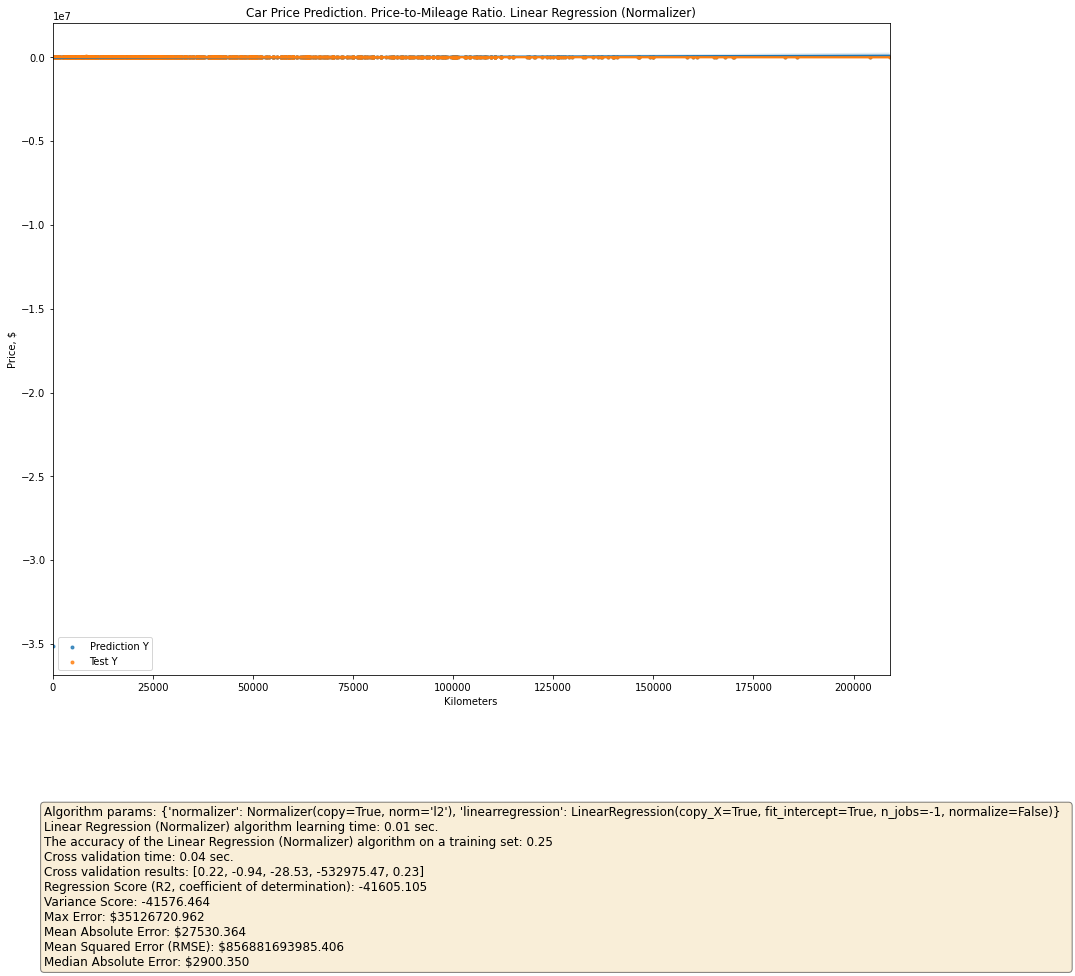 Car Price Prediction. Price-to-Mileage Ratio. Linear Regression (Normalizer)
1e7
0.0
−0.5
−1.0
−1.5
−2.0
−2.5
−3.0
−3.5
Price, $
Prediction Y
Test Y
0 25000 50000 75000 100000 125000 150000 175000 200000
Kilometers
Algorithm params: {'normalizer': Normalizer(copy=True, norm='l2'), 'linearregression': LinearRegression(copy_X=True, fit_intercept=True, n_jobs=-1, normalize=False)}
Linear Regression (Normalizer) algorithm learning time: 0.01 sec.
The accuracy of the Linear Regression (Normalizer) algorithm on a training set: 0.25
Cross validation time: 0.04 sec.
Cross validation results: [0.22, -0.94, -28.53, -532975.47, 0.23]
Regression Score (R2, coefficient of determination): -41605.105
Variance Score: -41576.464
Max Error: $35126720.962
Mean Absolute Error: $27530.364
Mean Squared Error (RMSE): $856881693985.406
Median Absolute Error: $2900.350